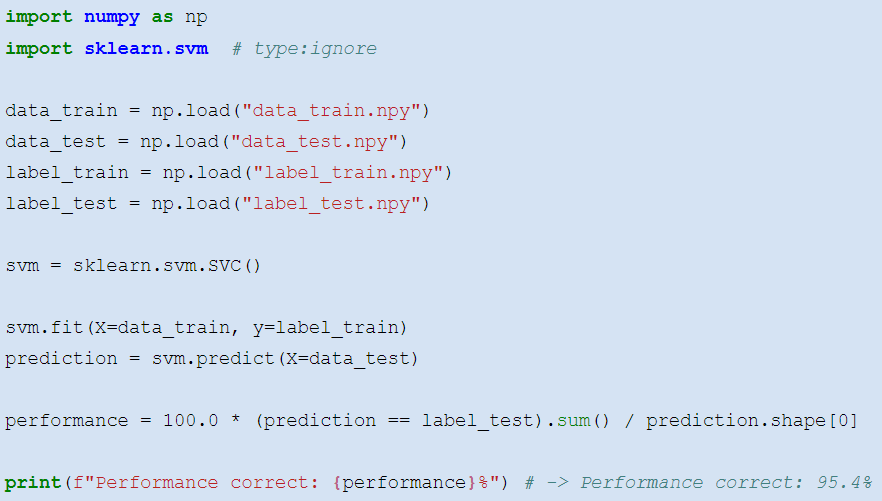 import numpy as np
import sklearn.svm  # type:ignore
data_train = np.load("data_train.npy")
data_test = np.load("data_test.npy")
label_train = np.load("label_train.npy")
label_test = np.load("label_test.npy")
svm = sklearn.svm.SVC()
svm.fit(X=data_train, y=label_train)
prediction = svm.predict(X=data_test)
performance = 100.0 * (prediction == label_test).sum() / prediction.shape[0]
print(f"Performance correct: {performance}%") # -> Performance correct: 95.4%